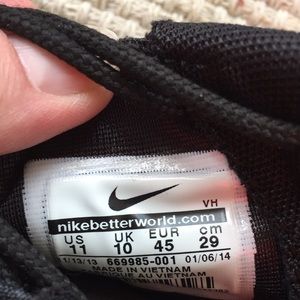 VH
nikebetterworld.com
US UK EUR cm
11 10 45 29
1/13/13 669985-001 01/06/14
MADE IN VIETNAM
FABRIQUE AU VIETNAM